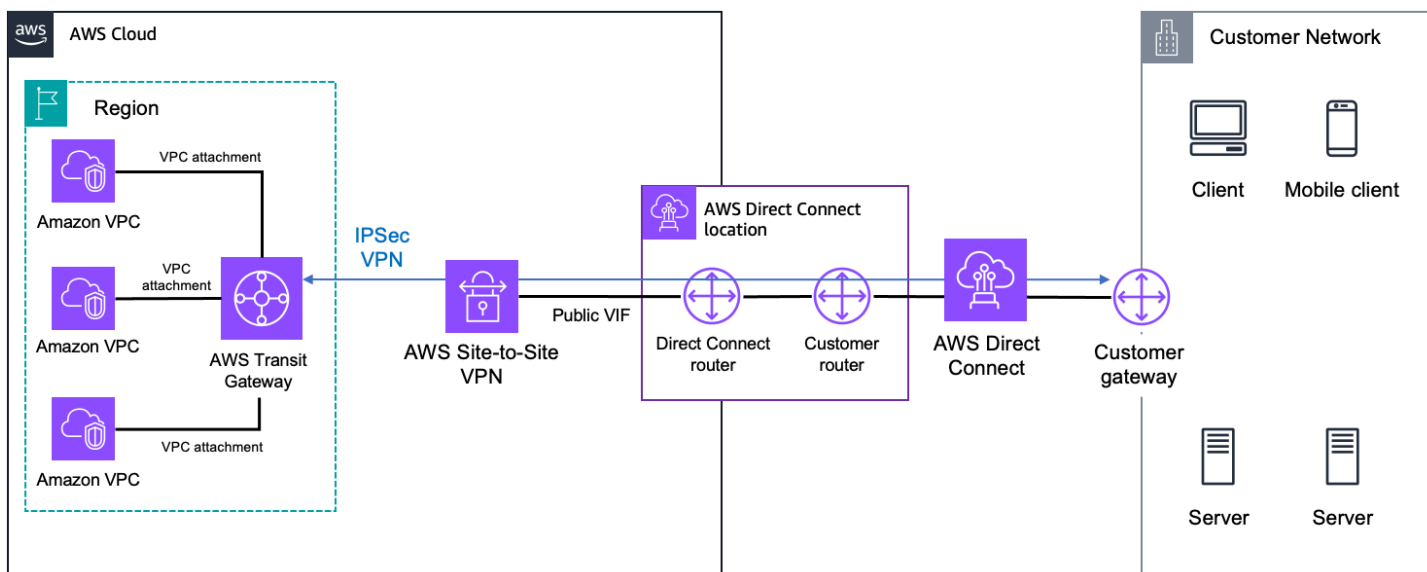 aws
AWS Cloud
Customer Network
Region
VPC attachment
Amazon VPC
VPC
attachment
Amazon VPC
AWS Transit
Gateway
VPC attachment
Amazon VPC
IPSec
VPN
AWS Site-to-Site
VPN
Public VIF
AWS Direct Connect
location
Direct Connect
router
Customer
router
AWS Direct
Connect
Customer
gateway
Client
Mobile client
Server
Server